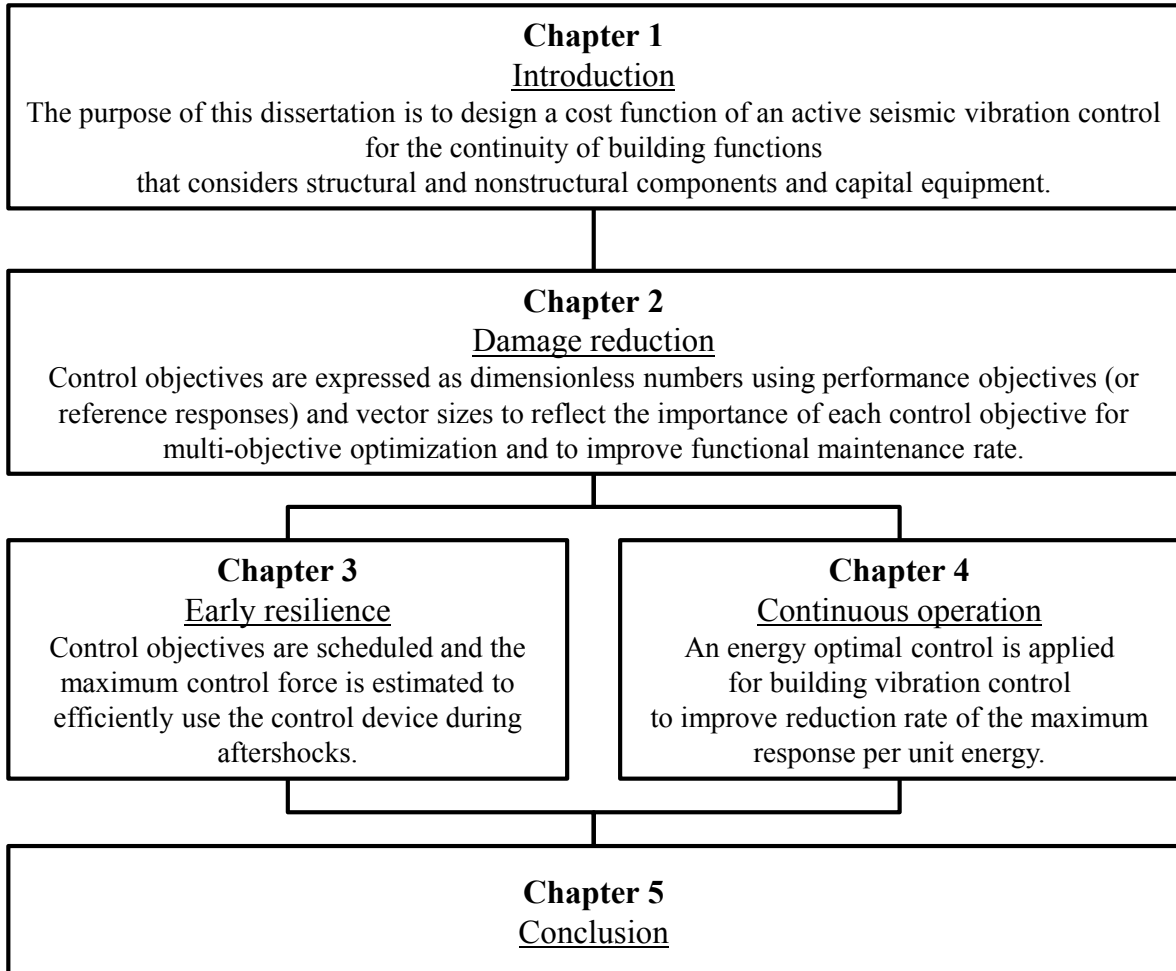 Chapter 1
Introduction
The purpose of this dissertation is to design a cost function of an active seismic vibration control
for the continuity of building functions
that considers structural and nonstructural components and capital equipment.
Chapter 2
Damage reduction
Control objectives are expressed as dimensionless numbers using performance objectives (or
reference responses) and vector sizes to reflect the importance of each control objective for
multi-objective optimization and to improve functional maintenance rate.
Chapter 3
Early resilience
Control objectives are scheduled and the
maximum control force is estimated to
efficiently use the control device during
aftershocks.
Chapter 4
Continuous operation
An energy optimal control is applied
for building vibration control
to improve reduction rate of the maximum
response per unit energy.
Chapter 5
Conclusion